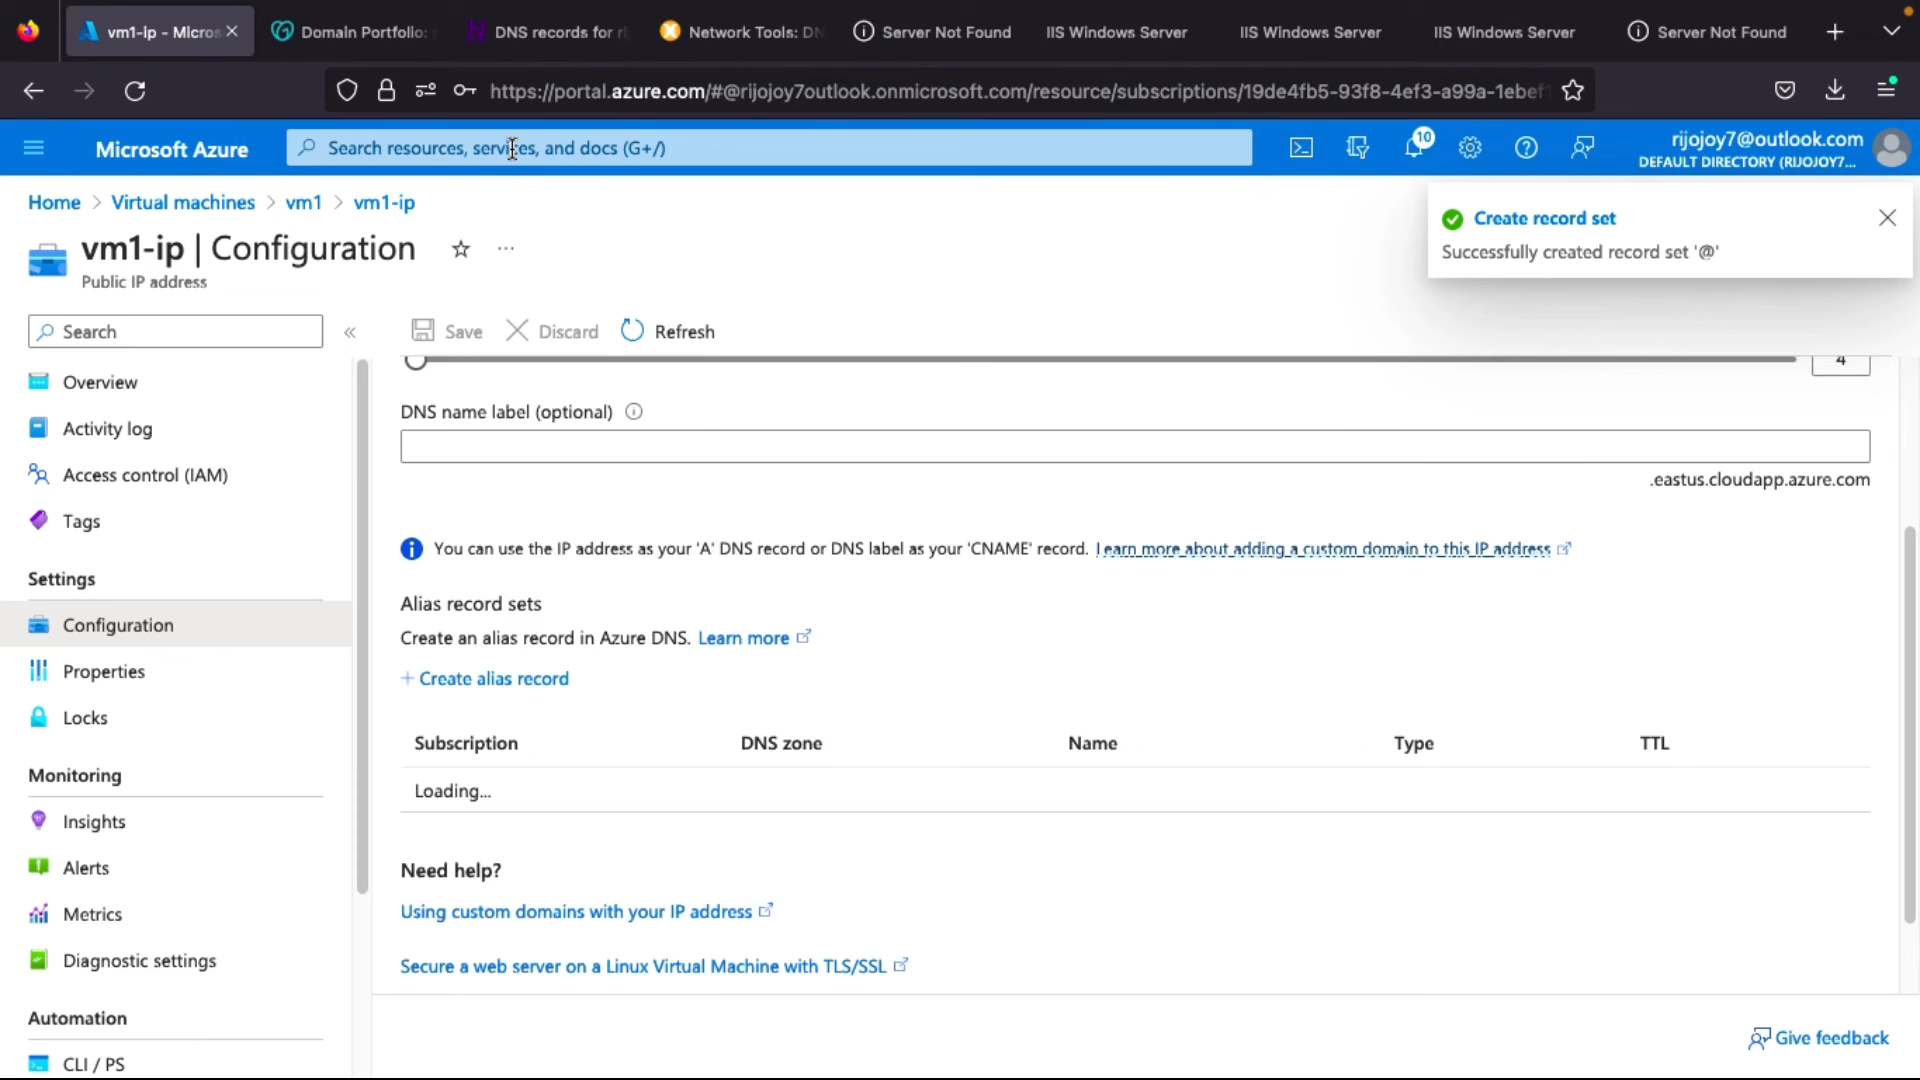 vm1-ip - Micros
Domain Portfolio:
DNS records for
Network Tools: DN
Server Not Found
IIS Windows Server
IIS Windows Server
IIS Windows Server
Server Not Found
https://portal.azure.com/#@rijojoy7outlook.onmicrosoft.com/resource/subscriptions/19de4fb5-93f8-4ef3-a99a-1ebef
Microsoft Azure
Search resources, services, and docs (G+/)
10
rijojoy7@outlook.com
DEFAULT DIRECTORY (RIJOJOY7...
Home > Virtual machines > vm1 > vm1-ip
vm1-ip | Configuration
Public IP address
Create record set
Successfully created record set '@'
Search
Save
Discard
Refresh
Overview
Activity log
Access control (IAM)
Tags
Settings
Configuration
Properties
Locks
Monitoring
Insights
Alerts
Metrics
Diagnostic settings
Automation
CLI / PS
4
DNS name label (optional)
.eastus.cloudapp.azure.com
You can use the IP address as your 'A' DNS record or DNS label as your 'CNAME' record. Learn more about adding a custom domain to this IP address
Alias record sets
Create an alias record in Azure DNS. Learn more
+ Create alias record
Subscription DNS zone Name Type TTL
Loading...
Need help?
Using custom domains with your IP address
Secure a web server on a Linux Virtual Machine with TLS/SSL
Give feedback